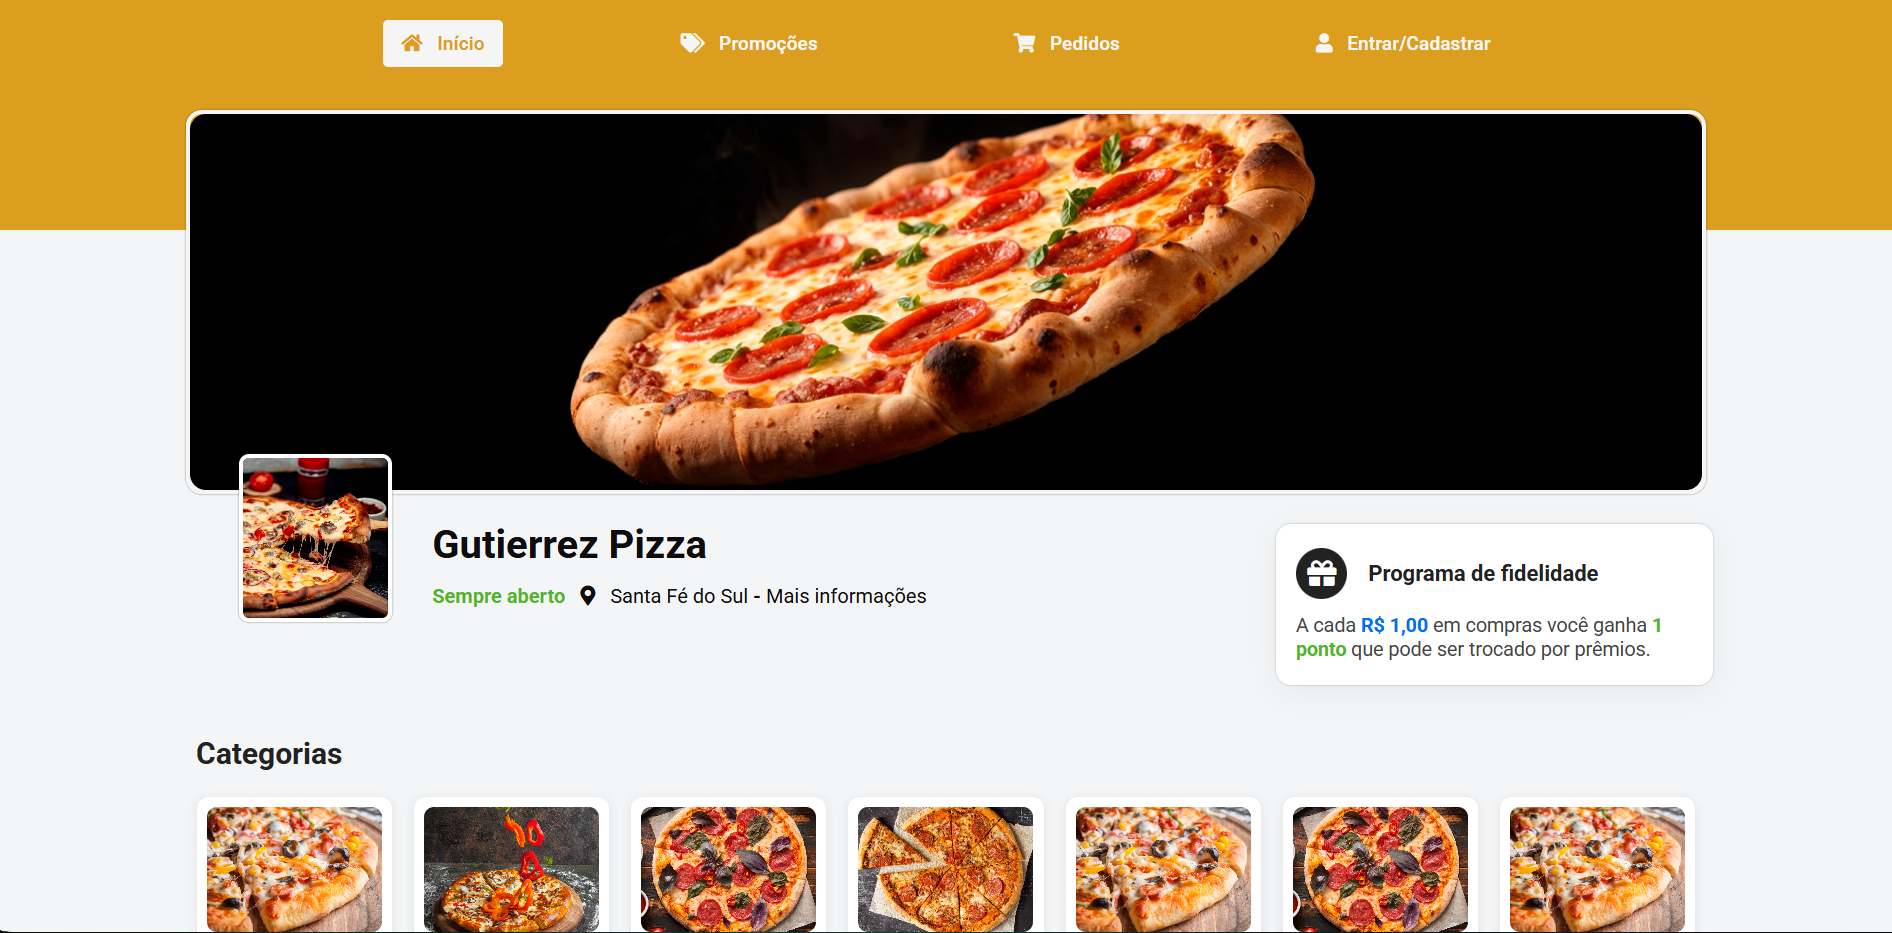 Início
Promoções
Pedidos
Entrar/Cadastrar
Gutierrez Pizza
Sempre aberto Santa Fé do Sul - Mais informações
Programa de fidelidade
A cada R$ 1,00 em compras você ganha 1
ponto que pode ser trocado por prêmios.
Categorias